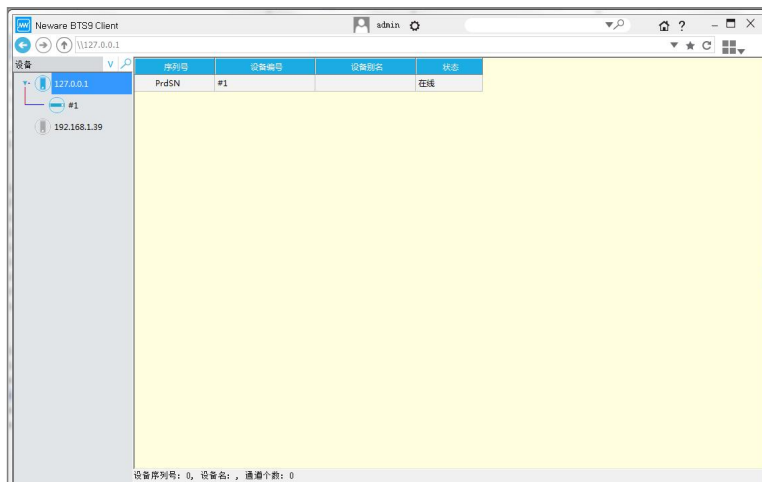 Neware BTS9 Client
admin
?
\\127.0.0.1
设备
V
序列号 设备编号 设备别名 状态
127.0.0.1
PrdSN #1 在线
#1
192.168.1.39
设备序列号: 0, 设备名: , 通道个数: 0